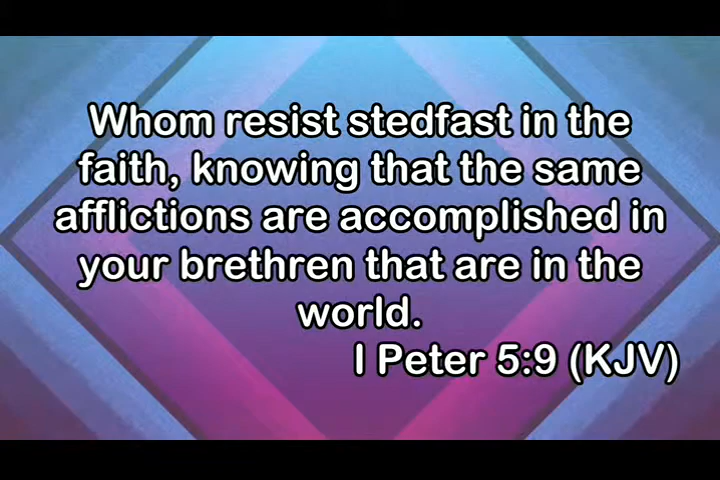 Whom resist stedfast in the
faith, knowing that the same
afflictions are accomplished in
your brethren that are in the
world.
I Peter 5:9 (KJV)